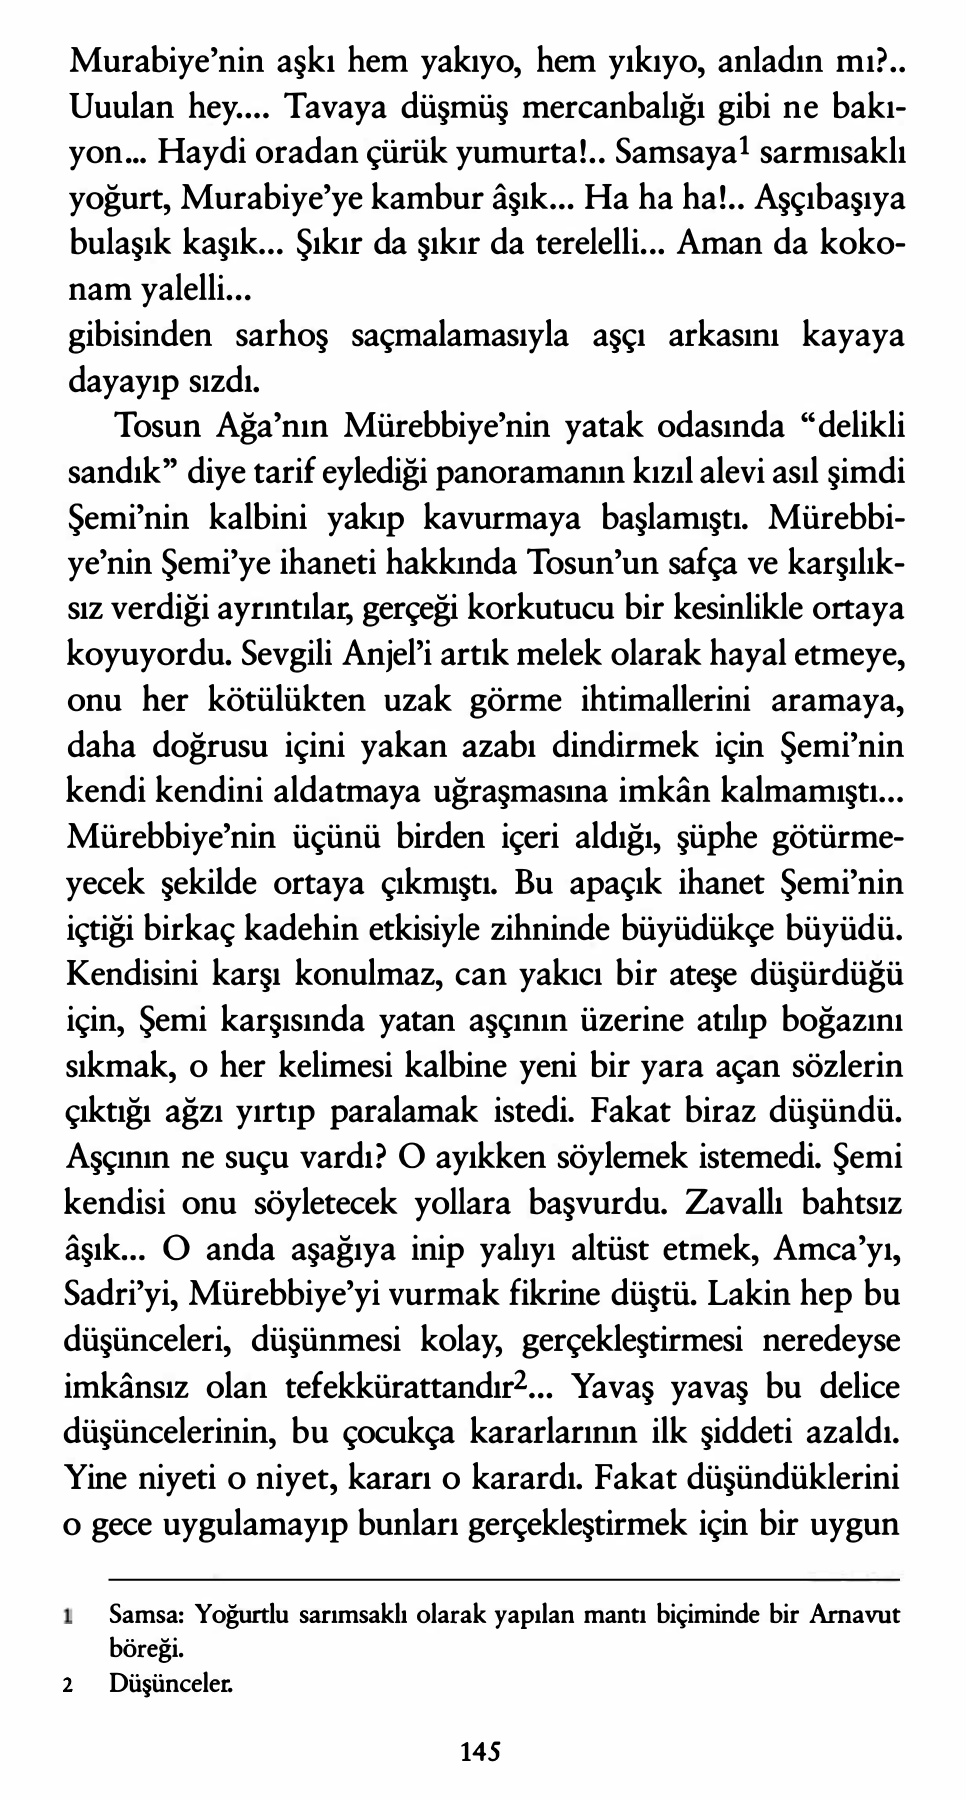 Murabiye’nin aşkı hem yakıyo, hem yıkıyo, anladın mı?..
Uuulan hey.... Tavaya düşmüş mercanbalığı gibi ne bakı-
yon... Haydi oradan çürük yumurta!.. Samsaya1 sarmısaklı
yoğurt, Murabiye’ye kambur âşık... Ha ha ha!.. Aşçıbaşıya
bulaşık kaşık... Şıkır da şıkır da terelelli... Aman da koko-
nam yalelli...
gibisinden sarhoş saçmalamasıyla aşçı arkasını kayaya
dayayıp sızdı.
Tosun Ağa’nın Mürebbiye’nin yatak odasında “delikli
sandık” diye tarif eylediği panoramanın kızıl alevi asıl şimdi
Şemi’nin kalbini yakıp kavurmaya başlamıştı. Mürebbi-
ye’nin Şemi’ye ihaneti hakkında Tosun’un safça ve karşılık-
sız verdiği ayrıntılar, gerçeği korkutucu bir kesinlikle ortaya
koyuyordu. Sevgili Anjel’i artık melek olarak hayal etmeye,
onu her kötülükten uzak görme ihtimallerini aramaya,
daha doğrusu içini yakan azabı dindirmek için Şemi’nin
kendi kendini aldatmaya uğraşmasına imkân kalmamıştı...
Mürebbiye’nin üçünü birden içeri aldığı, şüphe götürme-
yecek şekilde ortaya çıkmıştı. Bu apaçık ihanet Şemi’nin
içtiği birkaç kadehin etkisiyle zihninde büyüdükçe büyüdü.
Kendisini karşı konulmaz, can yakıcı bir ateşe düşürdüğü
için, Şemi karşısında yatan aşçının üzerine atılıp boğazını
sıkmak, o her kelimesi kalbine yeni bir yara açan sözlerin
çıktığı ağzı yırtıp paralamak istedi. Fakat biraz düşündü.
Aşçının ne suçu vardı? O ayıkken söylemek istemedi. Şemi
kendisi onu söyletecek yollara başvurdu. Zavallı bahtsız
âşık... O anda aşağıya inip yalıyı altüst etmek, Amca’yı,
Sadri’yi, Mürebbiye’yi vurmak fikrine düştü. Lakin hep bu
düşünceleri, düşünmesi kolay, gerçekleştirmesi neredeyse
imkânsız olan tefekkürattandır2... Yavaş yavaş bu delice
düşüncelerinin, bu çocukça kararlarının ilk şiddeti azaldı.
Yine niyeti o niyet, kararı o karardı. Fakat düşündüklerini
o gece uygulamayıp bunları gerçekleştirmek için bir uygun
1 Samsa: Yoğurtlu sarımsaklı olarak yapılan mantı biçiminde bir Arnavut
böreği.
2 Düşünceler.
145